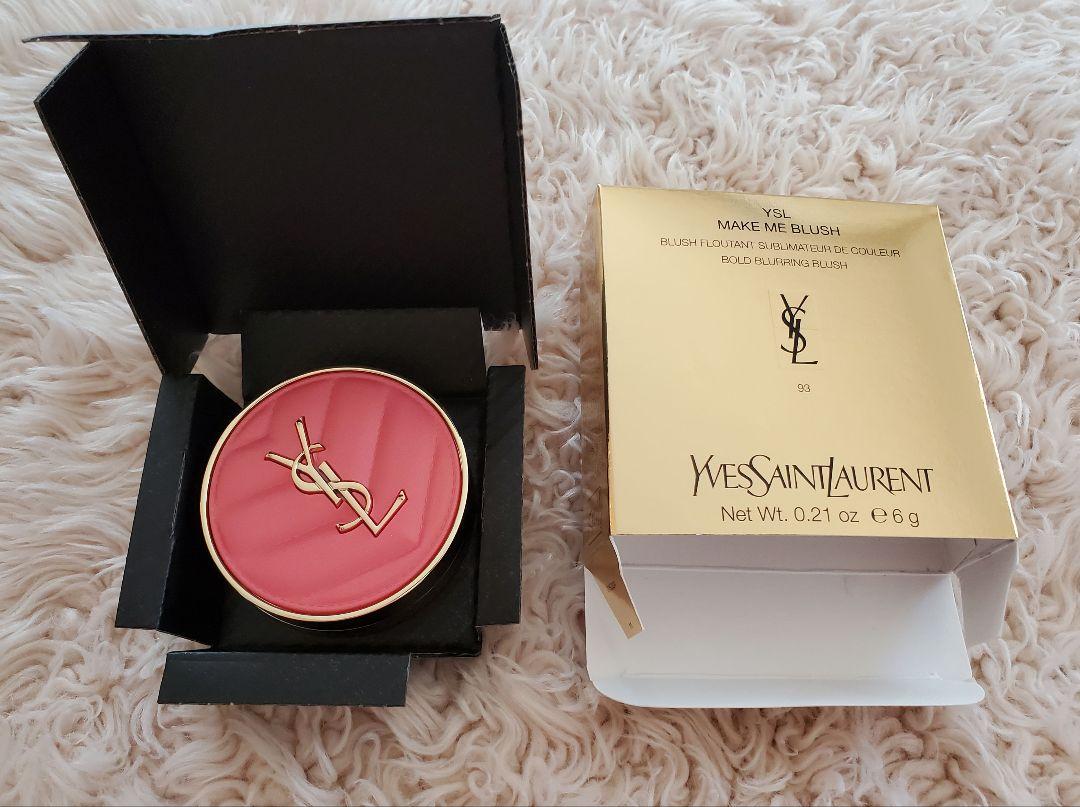 YSL
YSL
MAKE ME BLUSH
BLUSH FLOUTANT SUBLIMATEUR DE COULEUR
BOLD BLURRING BLUSH
YSL
93
YVESSAINTLAURENT
Net Wt. 0.21 oz ℮ 6 g